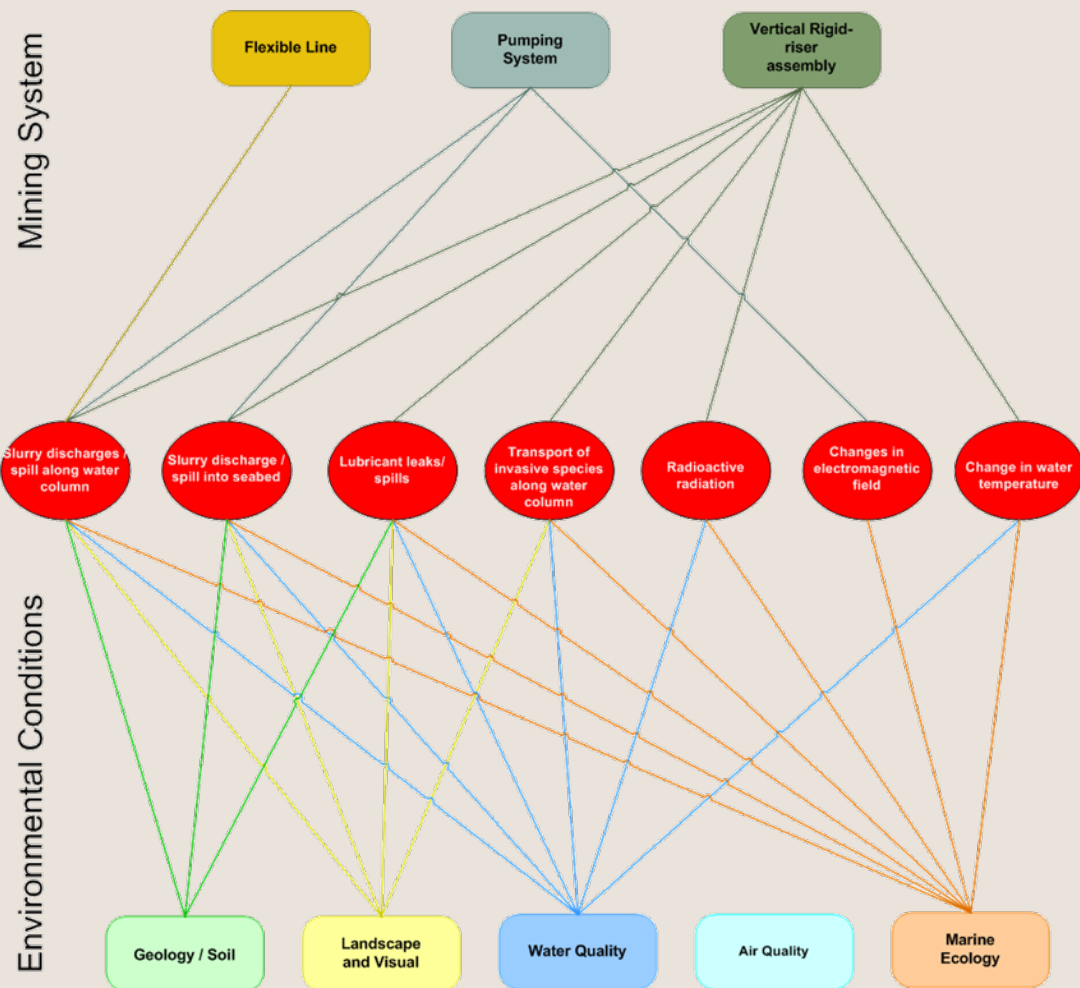 Mining System
Flexible Line
Pumping
System
Vertical Rigid-
riser
assembly
Slurry discharges /
spill along water
column
Slurry discharge /
spill into seabed
Lubricant leaks/
spills
Transport of
invasive species
along water
column
Radioactive
radiation
Changes in
electromagnetic
field
Change in water
temperature
Environmental Conditions
Geology / Soil
Landscape
and Visual
Water Quality
Air Quality
Marine
Ecology